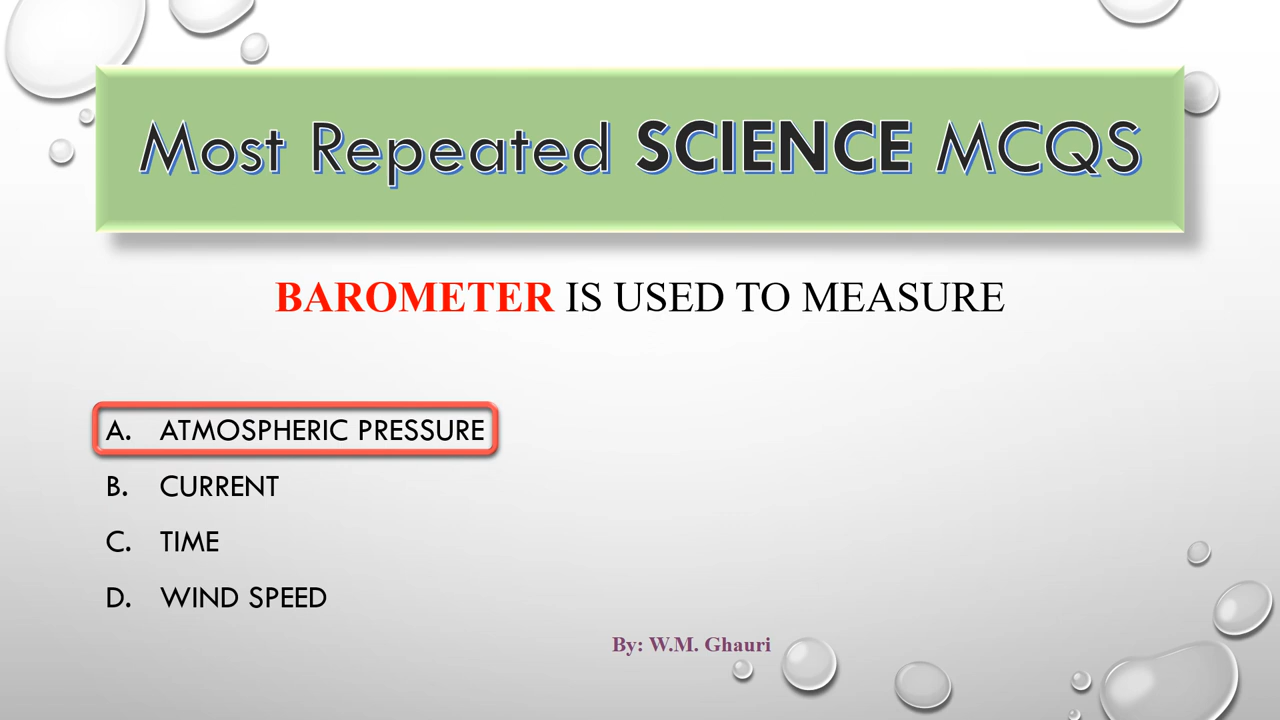 Most Repeated SCIENCE MCQS
BAROMETER IS USED TO MEASURE
A. ATMOSPHERIC PRESSURE
B. CURRENT
C. TIME
D. WIND SPEED
By: W.M. Ghauri